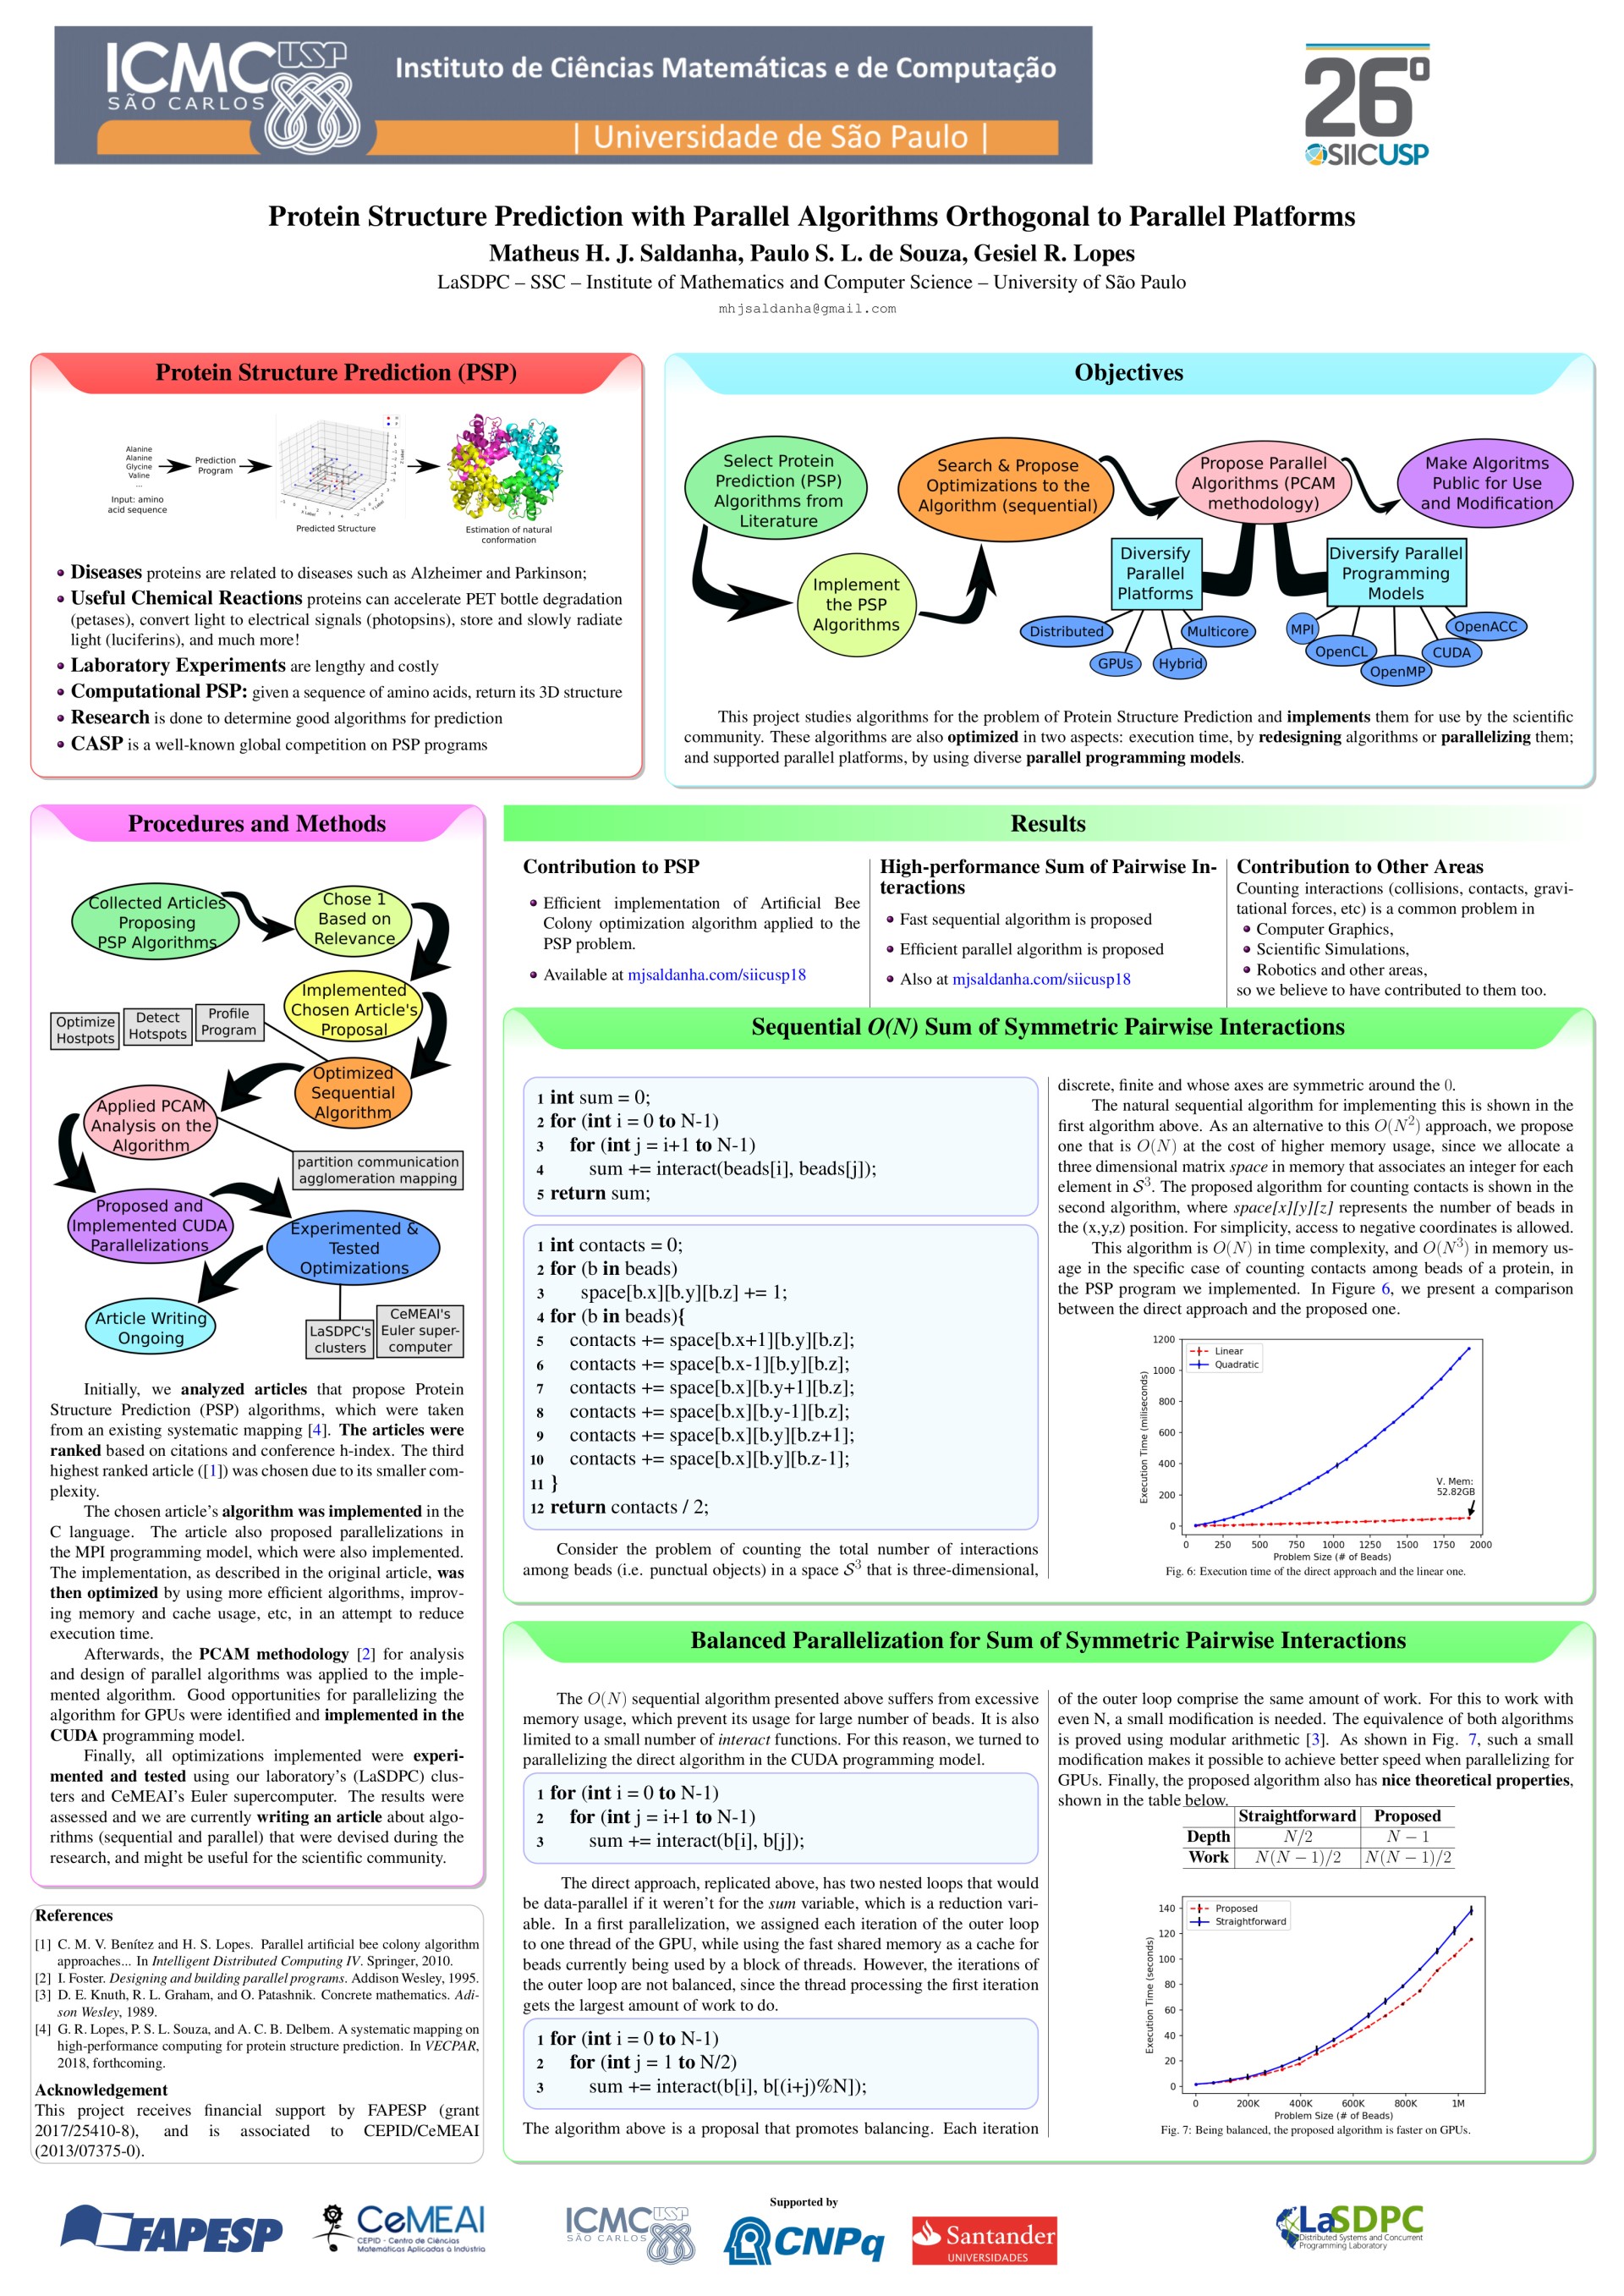 ICMC USP
SÃO CARLOS
Instituto de Ciências Matemáticas e de Computação
| Universidade de São Paulo |
26º
SIICUSP
Protein Structure Prediction with Parallel Algorithms Orthogonal to Parallel Platforms
Matheus H. J. Saldanha, Paulo S. L. de Souza, Gesiel R. Lopes
LaSDPC – SSC – Institute of Mathematics and Computer Science – University of São Paulo
mhjsaldanha@gmail.com
Protein Structure Prediction (PSP)
Alanine
Alanine
Glycine
Valine
...
Input: amino
acid sequence
Prediction
Program
Predicted Structure
Estimation of natural
conformation
Diseases proteins are related to diseases such as Alzheimer and Parkinson;
Useful Chemical Reactions proteins can accelerate PET bottle degradation
(petases), convert light to electrical signals (photopsins), store and slowly radiate
light (luciferins), and much more!
Laboratory Experiments are lengthy and costly
Computational PSP: given a sequence of amino acids, return its 3D structure
Research is done to determine good algorithms for prediction
CASP is a well-known global competition on PSP programs
Objectives
Select Protein
Prediction (PSP)
Algorithms from
Literature
Implement
the PSP
Algorithms
Search & Propose
Optimizations to the
Algorithm (sequential)
Propose Parallel
Algorithms (PCAM
methodology)
Make Algoritms
Public for Use
and Modification
Diversify
Parallel
Platforms
Distributed
GPUs
Hybrid
Multicore
Diversify Parallel
Programming
Models
MPI
OpenCL
OpenMP
CUDA
OpenACC
This project studies algorithms for the problem of Protein Structure Prediction and implements them for use by the scientific
community. These algorithms are also optimized in two aspects: execution time, by redesigning algorithms or parallelizing them;
and supported parallel platforms, by using diverse parallel programming models.
Procedures and Methods
Collected Articles
Proposing
PSP Algorithms
Chose 1
Based on
Relevance
Implemented
Chosen Article's
Proposal
Optimize
Hostpots
Detect
Hotspots
Profile
Program
Optimized
Sequential
Algorithm
Applied PCAM
Analysis on the
Algorithm
partition communication
agglomeration mapping
Proposed and
Implemented CUDA
Parallelizations
Experimented &
Tested
Optimizations
Article Writing
Ongoing
LaSDPC's
clusters
CeMEAI's
Euler super-
computer
Initially, we analyzed articles that propose Protein
Structure Prediction (PSP) algorithms, which were taken
from an existing systematic mapping [4]. The articles were
ranked based on citations and conference h-index. The third
highest ranked article ([1]) was chosen due to its smaller com-
plexity.
The chosen article's algorithm was implemented in the
C language. The article also proposed parallelizations in
the MPI programming model, which were also implemented.
The implementation, as described in the original article, was
then optimized by using more efficient algorithms, improv-
ing memory and cache usage, etc, in an attempt to reduce
execution time.
Afterwards, the PCAM methodology [2] for analysis
and design of parallel algorithms was applied to the imple-
mented algorithm. Good opportunities for parallelizing the
algorithm for GPUs were identified and implemented in the
CUDA programming model.
Finally, all optimizations implemented were experi-
mented and tested using our laboratory's (LaSDPC) clus-
ters and CeMEAI's Euler supercomputer. The results were
assessed and we are currently writing an article about algo-
rithms (sequential and parallel) that were devised during the
research, and might be useful for the scientific community.
References
[1] C. M. V. Benítez and H. S. Lopes. Parallel artificial bee colony algorithm
approaches... In Intelligent Distributed Computing IV. Springer, 2010.
[2] I. Foster. Designing and building parallel programs. Addison Wesley, 1995.
[3] D. E. Knuth, R. L. Graham, and O. Patashnik. Concrete mathematics. Adi-
son Wesley, 1989.
[4] G. R. Lopes, P. S. L. Souza, and A. C. B. Delbem. A systematic mapping on
high-performance computing for protein structure prediction. In VECPAR,
2018, forthcoming.
Acknowledgement
This project receives financial support by FAPESP (grant
2017/25410-8), and is associated to CEPID/CeMEAI
(2013/07375-0).
Results
Contribution to PSP
Efficient implementation of Artificial Bee
Colony optimization algorithm applied to the
PSP problem.
Available at mjsaldanha.com/siicusp18
High-performance Sum of Pairwise In-
teractions
Fast sequential algorithm is proposed
Efficient parallel algorithm is proposed
Also at mjsaldanha.com/siicusp18
Contribution to Other Areas
Counting interactions (collisions, contacts, gravi-
tational forces, etc) is a common problem in
Computer Graphics,
Scientific Simulations,
Robotics and other areas,
so we believe to have contributed to them too.
Sequential O(N) Sum of Symmetric Pairwise Interactions
1 int sum = 0;
2 for (int i = 0 to N-1)
3 for (int j = i+1 to N-1)
4 sum += interact(beads[i], beads[j]);
5 return sum;
1 int contacts = 0;
2 for (b in beads)
3 space[b.x][b.y][b.z] += 1;
4 for (b in beads){
5 contacts += space[b.x+1][b.y][b.z];
6 contacts += space[b.x-1][b.y][b.z];
7 contacts += space[b.x][b.y+1][b.z];
8 contacts += space[b.x][b.y-1][b.z];
9 contacts += space[b.x][b.y][b.z+1];
10 contacts += space[b.x][b.y][b.z-1];
11 }
12 return contacts / 2;
Consider the problem of counting the total number of interactions
among beads (i.e. punctual objects) in a space S³ that is three-dimensional,
discrete, finite and whose axes are symmetric around the 0.
The natural sequential algorithm for implementing this is shown in the
first algorithm above. As an alternative to this O(N²) approach, we propose
one that is O(N) at the cost of higher memory usage, since we allocate a
three dimensional matrix space in memory that associates an integer for each
element in S³. The proposed algorithm for counting contacts is shown in the
second algorithm, where space[x][y][z] represents the number of beads in
the (x,y,z) position. For simplicity, access to negative coordinates is allowed.
This algorithm is O(N) in time complexity, and O(N³) in memory us-
age in the specific case of counting contacts among beads of a protein, in
the PSP program we implemented. In Figure 6, we present a comparison
between the direct approach and the proposed one.
Execution Time (miliseconds)
1200
1000
800
600
400
200
0
Linear
Quadratic
V. Mem:
52.82GB
0 250 500 750 1000 1250 1500 1750 2000
Problem Size (# of Beads)
Fig. 6: Execution time of the direct approach and the linear one.
Balanced Parallelization for Sum of Symmetric Pairwise Interactions
The O(N) sequential algorithm presented above suffers from excessive
memory usage, which prevent its usage for large number of beads. It is also
limited to a small number of interact functions. For this reason, we turned to
parallelizing the direct algorithm in the CUDA programming model.
1 for (int i = 0 to N-1)
2 for (int j = i+1 to N-1)
3 sum += interact(b[i], b[j]);
The direct approach, replicated above, has two nested loops that would
be data-parallel if it weren't for the sum variable, which is a reduction vari-
able. In a first parallelization, we assigned each iteration of the outer loop
to one thread of the GPU, while using the fast shared memory as a cache for
beads currently being used by a block of threads. However, the iterations of
the outer loop are not balanced, since the thread processing the first iteration
gets the largest amount of work to do.
1 for (int i = 0 to N-1)
2 for (int j = 1 to N/2)
3 sum += interact(b[i], b[(i+j)%N]);
The algorithm above is a proposal that promotes balancing. Each iteration
of the outer loop comprise the same amount of work. For this to work with
even N, a small modification is needed. The equivalence of both algorithms
is proved using modular arithmetic [3]. As shown in Fig. 7, such a small
modification makes it possible to achieve better speed when parallelizing for
GPUs. Finally, the proposed algorithm also has nice theoretical properties,
shown in the table below.
Straightforward Proposed
Depth N/2 N − 1
Work N(N − 1)/2 N(N − 1)/2
Execution Time (seconds)
140
120
100
80
60
40
20
0
Proposed
Straightforward
0 200K 400K 600K 800K 1M
Problem Size (# of Beads)
Fig. 7: Being balanced, the proposed algorithm is faster on GPUs.
Supported by
FAPESP
CeMEAI
CEPID - Centro de Ciências
Matemáticas Aplicadas à Indústria
ICMC USP
SÃO CARLOS
CNPq
Santander
UNIVERSIDADES
LaSDPC
Distributed Systems and Concurrent
Programming Laboratory